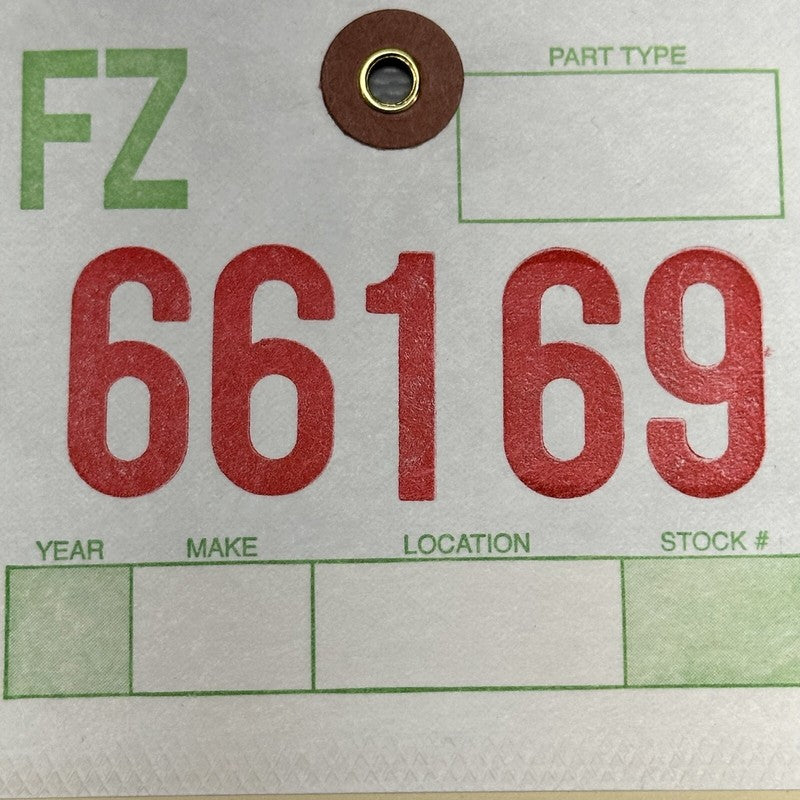 FZ
PART TYPE
66169
YEAR MAKE LOCATION STOCK #